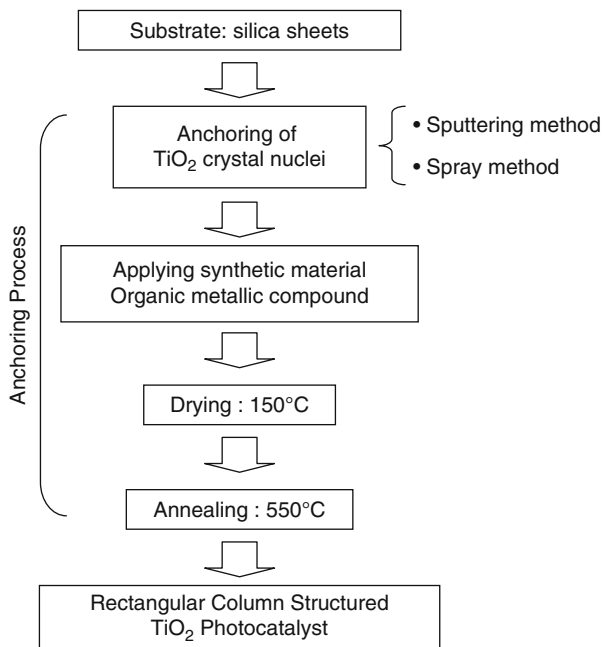 Substrate: silica sheets
Anchoring of
TiO₂ crystal nuclei
• Sputtering method
• Spray method
Applying synthetic material
Organic metallic compound
Anchoring Process
Drying : 150°C
Annealing : 550°C
Rectangular Column Structured
TiO₂ Photocatalyst